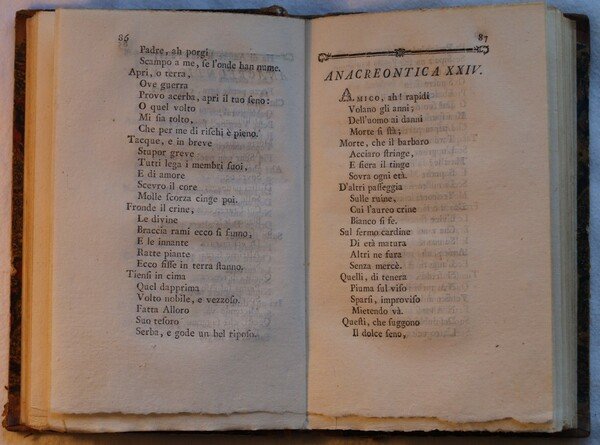 86
Padre, ah porgi
Scampo a me, se l'onde han nume.
Apri, o terra,
Ove guerra
Provo acerba, apri il tuo seno:
O quel volto
Mi sia tolto,
Che per me di rischi è pieno.
Tacque, e in breve
Stupor greve
Tutti lega i membri suoi,
E di amore
Scevro il core
Molle scorza cinge poi.
Fronde il crine,
Le divine
Braccia rami ecco si fanno,
E le innante
Ratte piante
Ecco fisse in terra stanno.
Tiensi in cima
Quel dapprima
Volto nobile, e vezzoso.
Fatta Alloro
Suo tesoro
Serba, e gode un bel riposo.
87
ANACREONTICA XXIV.
AMICO, ah! rapidi
Volano gli anni;
Dell'uomo ai danni
Morte si stà;
Morte, che il barbaro
Acciaro stringe,
E fiera il tinge
Sovra ogni età.
D'altri passeggia
Sulle ruine,
Cui l'aureo crine
Bianco si fe.
Sul fermo cardine
Di età matura
Altri ne fura
Senza mercè.
Quelli, di tenera
Piuma sul viso
Sparsi, improviso
Mietendo và.
Questi, che suggono
Il dolce seno,